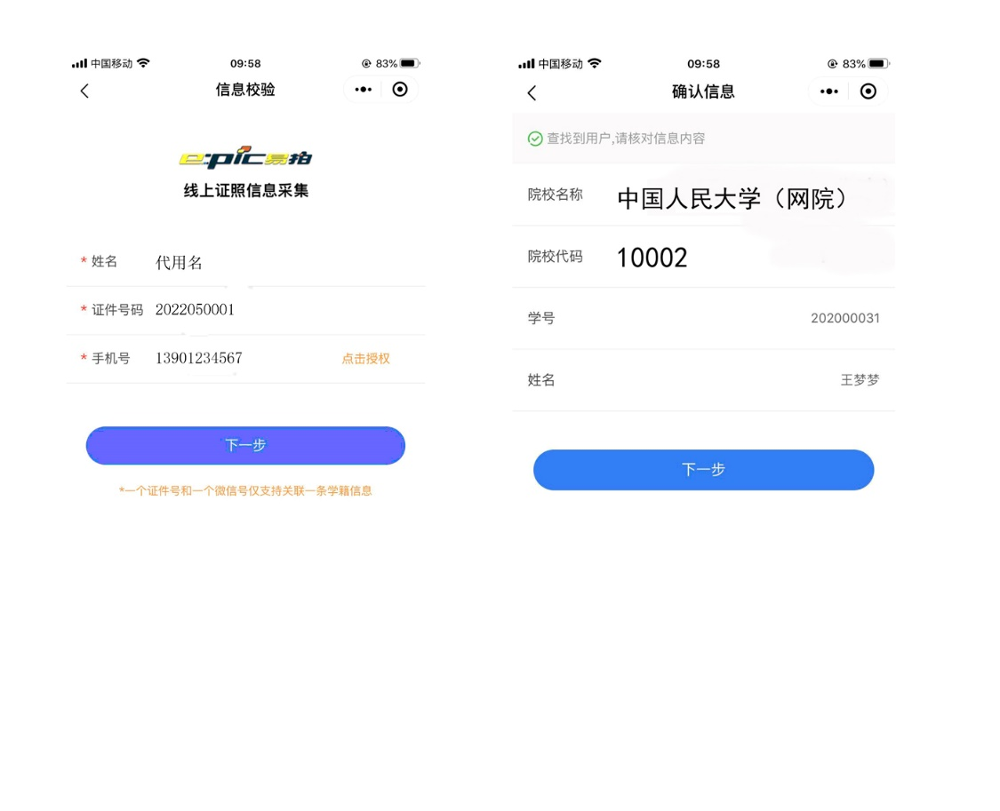 中国移动 09:58 83%
信息校验
e:pic易拍
线上证照信息采集
* 姓名 代用名
* 证件号码 2022050001
* 手机号 13901234567 点击授权
下一步
*一个证件号和一个微信号仅支持关联一条学籍信息
中国移动 09:58 83%
确认信息
查找到用户,请核对信息内容
院校名称 中国人民大学（网院）
院校代码 10002
学号 202000031
姓名 王梦梦
下一步